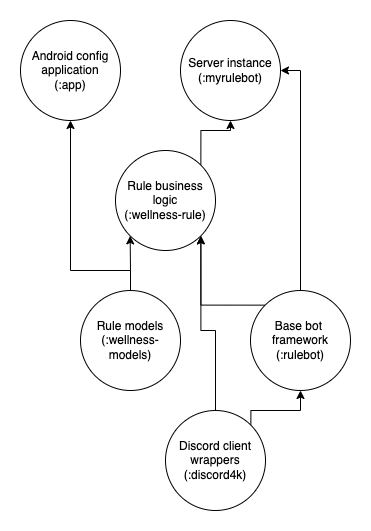 Android config
application
(:app)
Server instance
(:myrulebot)
Rule business
logic
(:wellness-rule)
Rule models
(:wellness-
models)
Base bot
framework
(:rulebot)
Discord client
wrappers
(:discord4k)